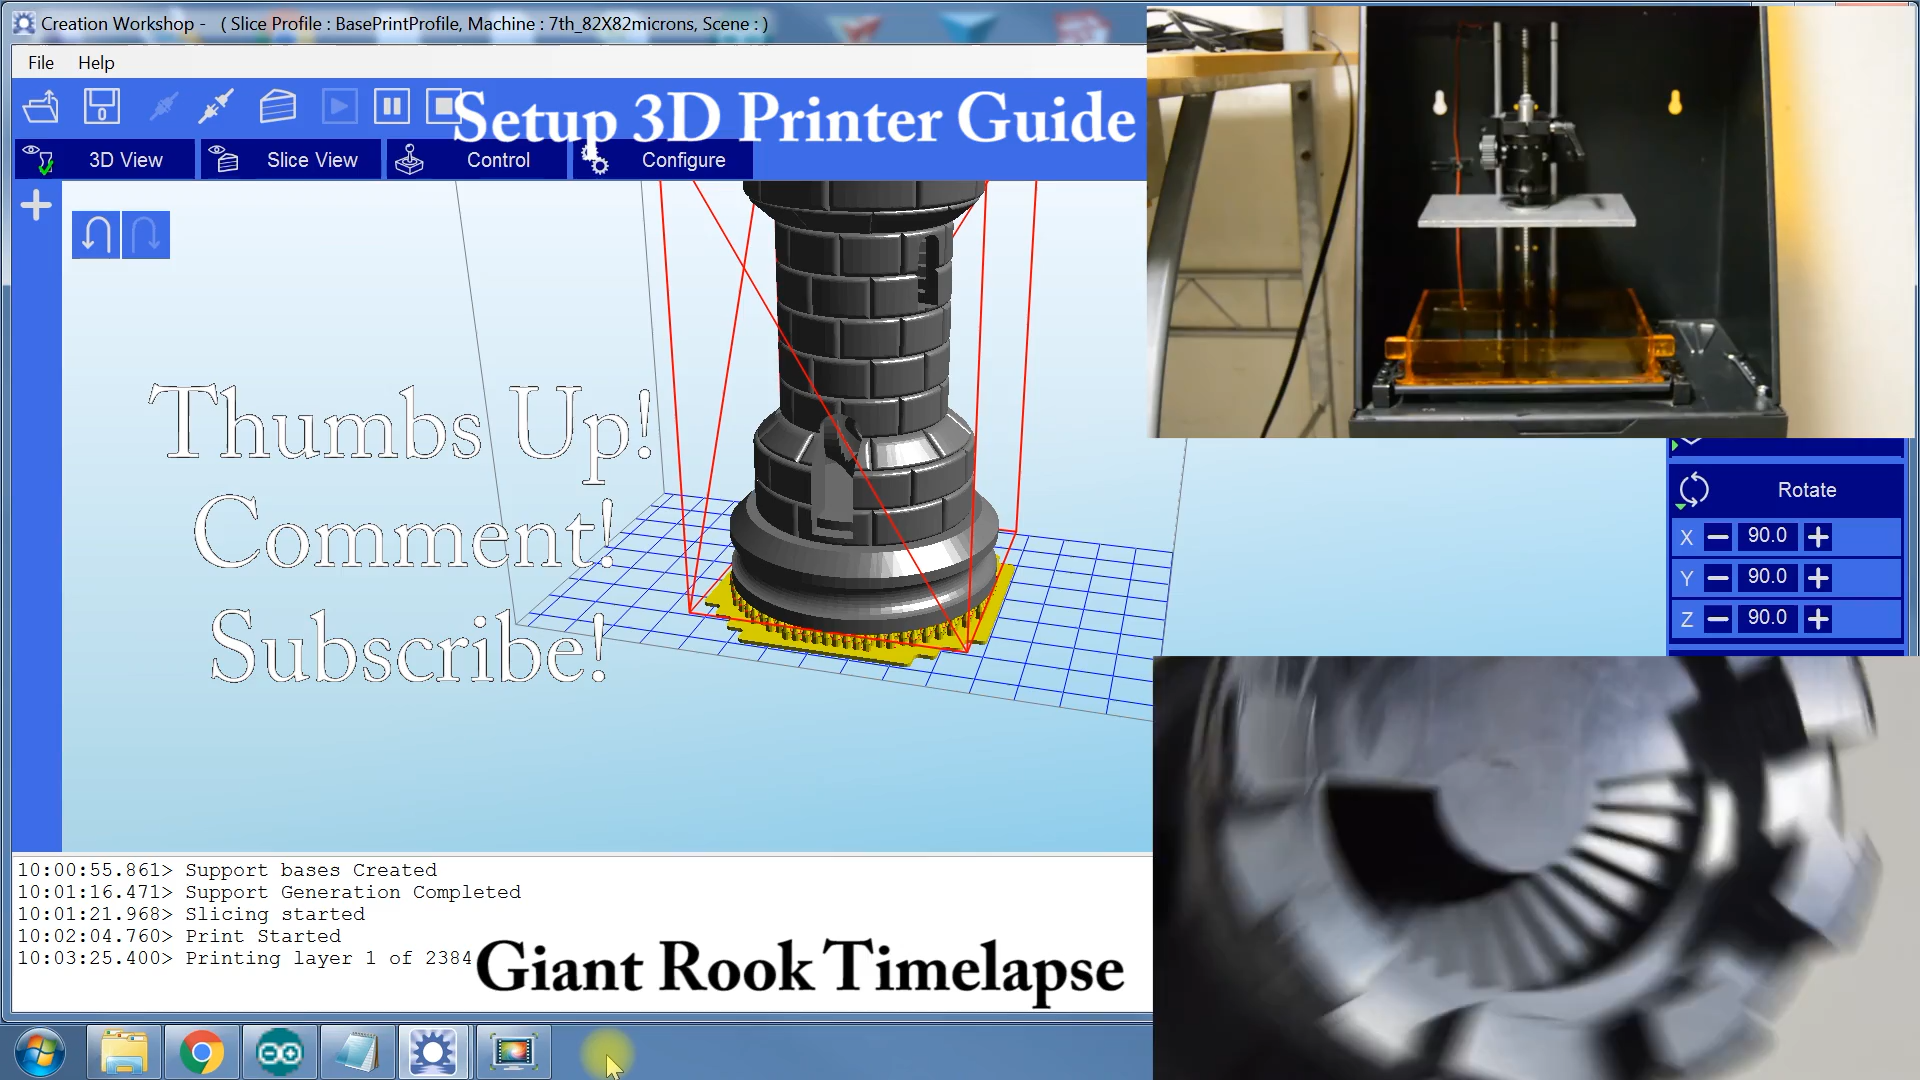 Creation Workshop - ( Slice Profile : BasePrintProfile, Machine : 7th_82X82microns, Scene : )
File Help
Setup 3D Printer Guide
3D View Slice View Control Configure
Thumbs Up!
Comment!
Subscribe!
Rotate
X 90.0
Y 90.0
Z 90.0
10:00:55.861> Support bases Created
10:01:16.471> Support Generation Completed
10:01:21.968> Slicing started
10:02:04.760> Print Started
10:03:25.400> Printing layer 1 of 2384
Giant Rook Timelapse